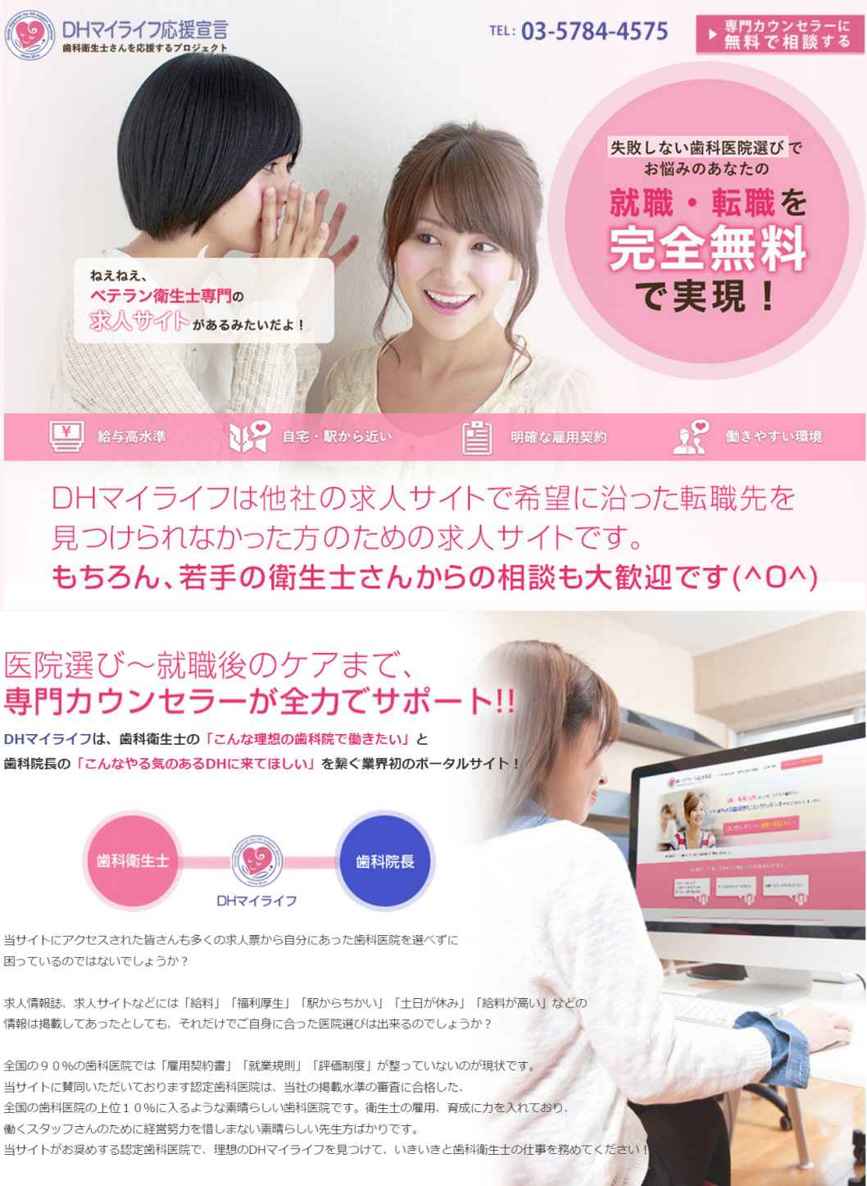 DHマイライフ応援宣言
歯科衛生士さんを応援するプロジェクト
TEL: 03-5784-4575
専門カウンセラーに
無料で相談する
失敗しない歯科医院選びで
お悩みのあなたの
就職・転職を
完全無料
で実現！
ねえねえ、
ベテラン衛生士専門の
求人サイトがあるみたいだよ！
給与高水準
自宅・駅から近い
明確な雇用契約
働きやすい環境
DHマイライフは他社の求人サイトで希望に沿った転職先を
見つけられなかった方のための求人サイトです。
もちろん、若手の衛生士さんからの相談も大歓迎です(^O^)
医院選び～就職後のケアまで、
専門カウンセラーが全力でサポート!!
DHマイライフは、歯科衛生士の「こんな理想の歯科院で働きたい」と
歯科院長の「こんなやる気のあるDHに来てほしい」を繋ぐ業界初のポータルサイト！
歯科衛生士
歯科院長
DHマイライフ
当サイトにアクセスされた皆さんも多くの求人票から自分にあった歯科医院を選べずに
困っているのではないでしょうか？
求人情報誌、求人サイトなどには「給料」「福利厚生」「駅からちかい」「土日が休み」「給料が高い」などの
情報は掲載してあったとしても、それだけでご自身に合った医院選びは出来るのでしょうか？
全国の９０％の歯科医院では「雇用契約書」「就業規則」「評価制度」が整っていないのが現状です。
当サイトに賛同いただいております認定歯科医院は、当社の掲載水準の審査に合格した、
全国の歯科医院の上位１０％に入るような素晴らしい歯科医院です。衛生士の雇用、育成に力を入れており、
働くスタッフさんのために経営努力を惜しまない素晴らしい先生方ばかりです。
当サイトがお奨めする認定歯科医院で、理想のDHマイライフを見つけて、いきいきと歯科衛生士の仕事を務めてください！